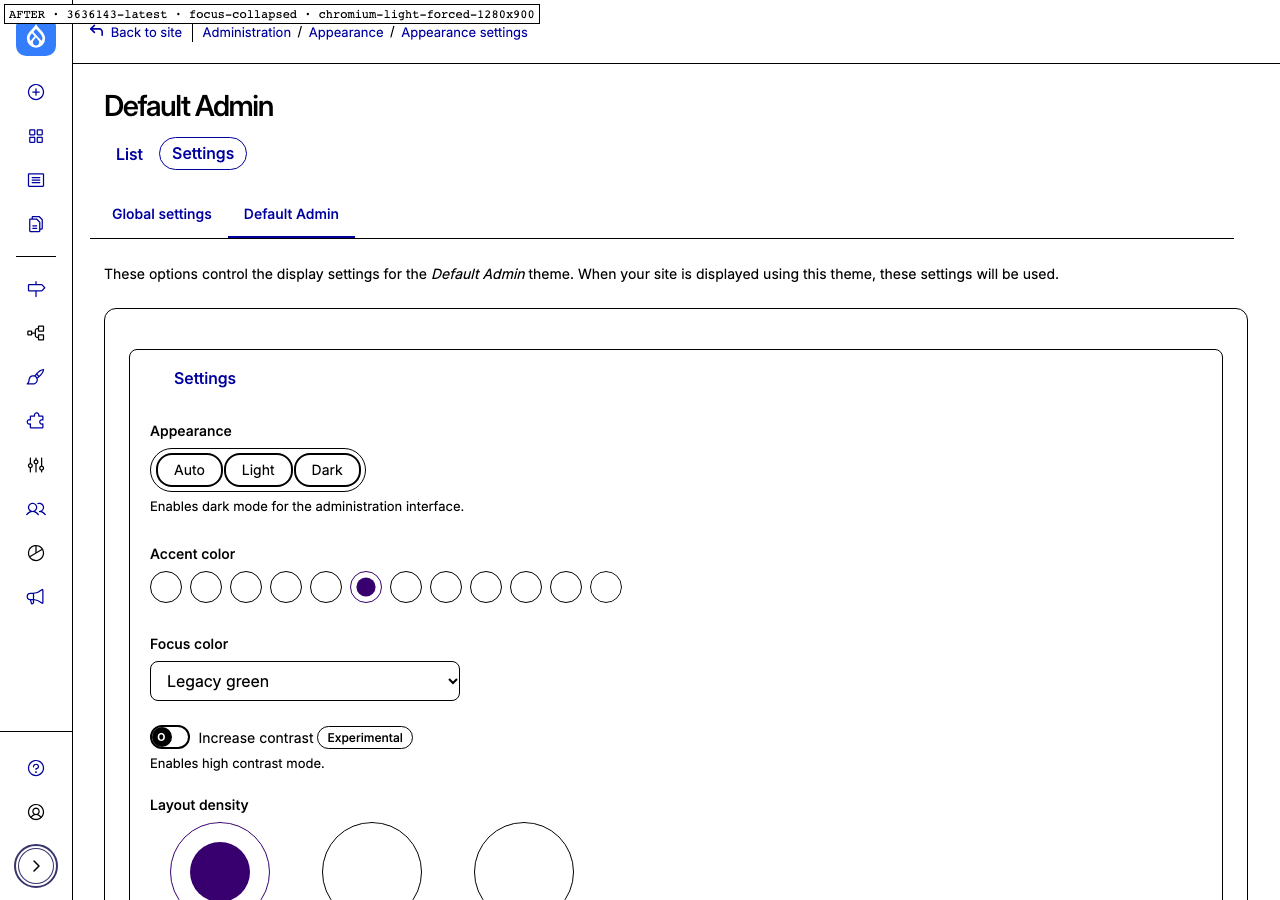 AFTER · 3636143-latest · focus-collapsed · chromium-light-forced-1280x900
Back to site Administration / Appearance / Appearance settings
Default Admin
List Settings
Global settings Default Admin
These options control the display settings for the Default Admin theme. When your site is displayed using this theme, these settings will be used.
Settings
Appearance
Auto Light Dark
Enables dark mode for the administration interface.
Accent color
Focus color
Legacy green
Increase contrast Experimental
Enables high contrast mode.
Layout density